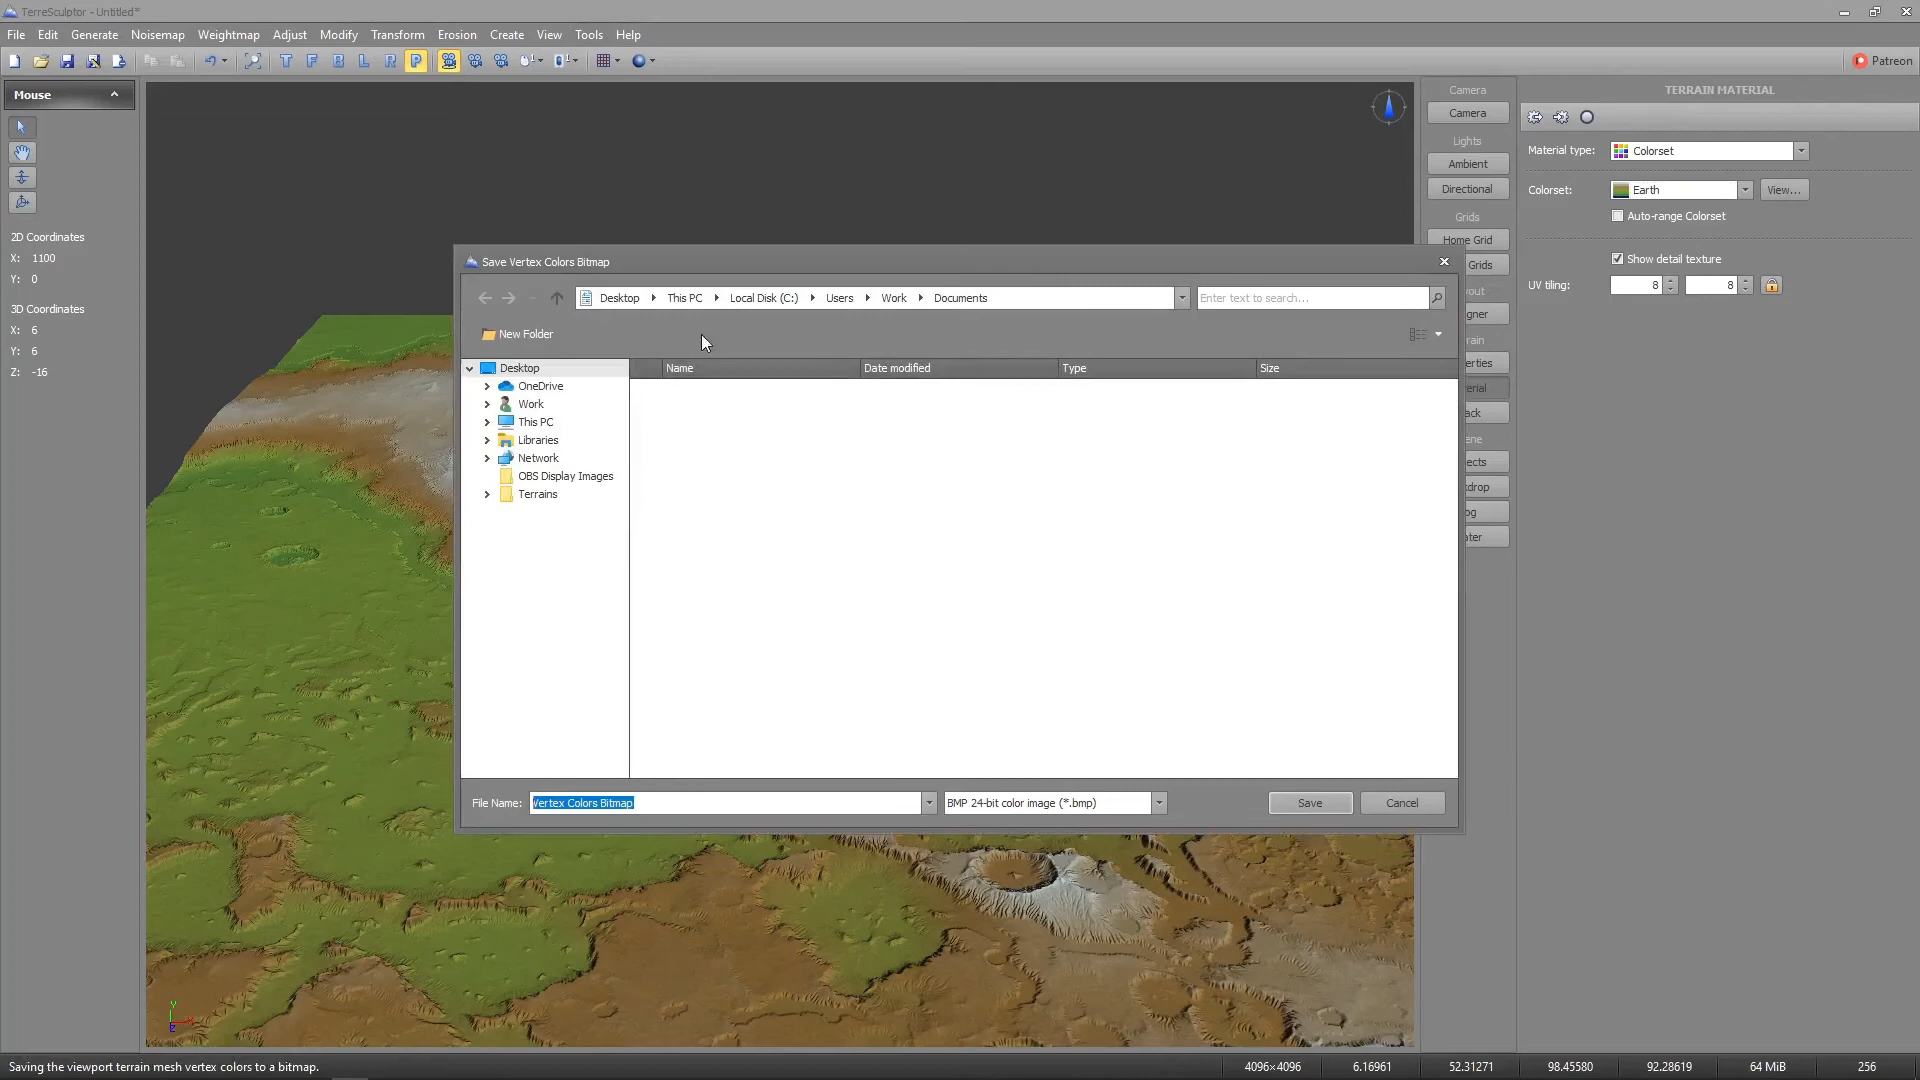 TerreSculptor - Untitled*
File Edit Generate Noisemap Weightmap Adjust Modify Transform Erosion Create View Tools Help
T F B L R P
Patreon
Mouse
2D Coordinates
X: 1100
Y: 0
3D Coordinates
X: 6
Y: 6
Z: -16
Save Vertex Colors Bitmap
Desktop This PC Local Disk (C:) Users Work Documents
Enter text to search...
New Folder
Desktop
OneDrive
Work
This PC
Libraries
Network
OBS Display Images
Terrains
Name Date modified Type Size
File Name: Vertex Colors Bitmap BMP 24-bit color image (*.bmp) Save Cancel
Camera
Camera
Lights
Ambient
Directional
Grids
Home Grid
Grids
TERRAIN MATERIAL
Material type: Colorset
Colorset: Earth View...
Auto-range Colorset
Show detail texture
UV tiling: 8 8
Y
X
Z
Saving the viewport terrain mesh vertex colors to a bitmap. 4096×4096 6.16961 52.31271 98.45580 92.28619 64 MiB 256